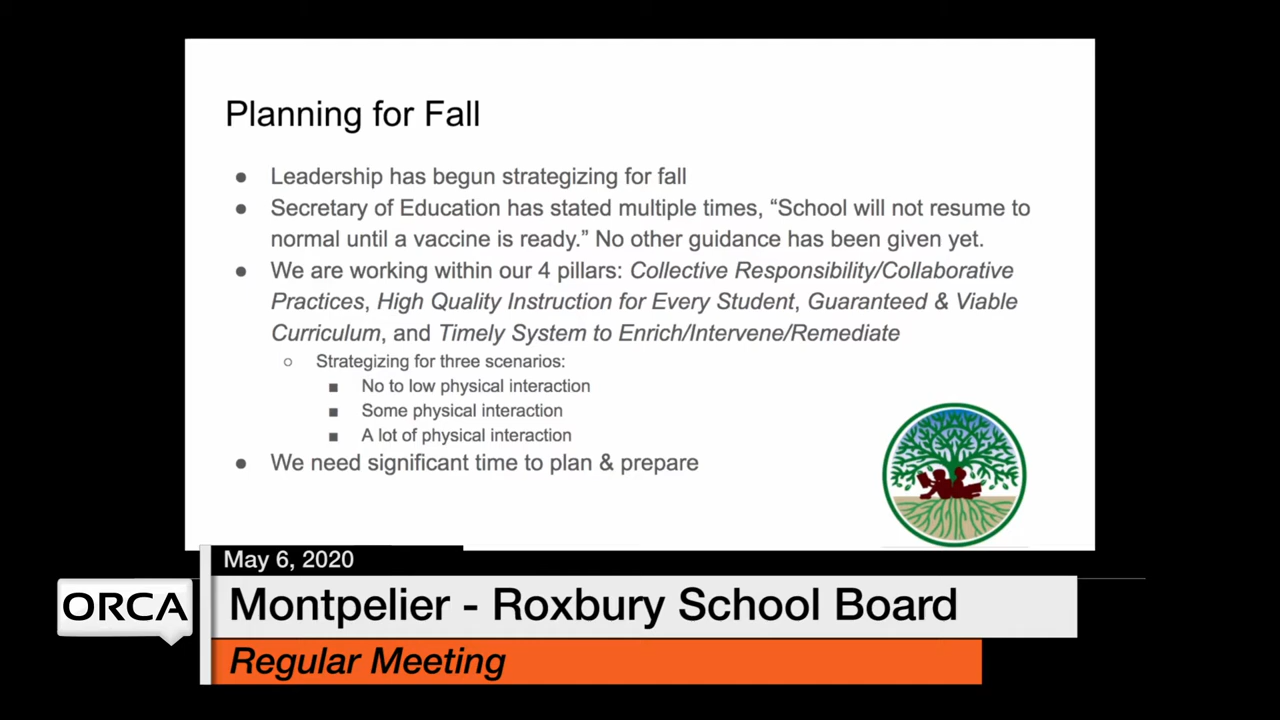 Planning for Fall
● Leadership has begun strategizing for fall
● Secretary of Education has stated multiple times, “School will not resume to
normal until a vaccine is ready.” No other guidance has been given yet.
● We are working within our 4 pillars: Collective Responsibility/Collaborative
Practices, High Quality Instruction for Every Student, Guaranteed & Viable
Curriculum, and Timely System to Enrich/Intervene/Remediate
○ Strategizing for three scenarios:
■ No to low physical interaction
■ Some physical interaction
■ A lot of physical interaction
● We need significant time to plan & prepare
May 6, 2020
ORCA
Montpelier - Roxbury School Board
Regular Meeting